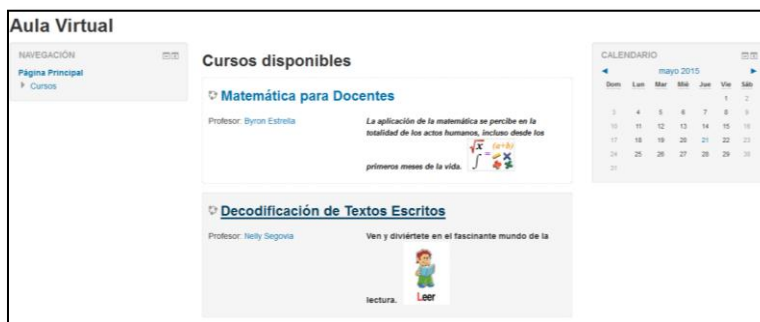 Aula Virtual
NAVEGACIÓN
Página Principal
Cursos
Cursos disponibles
Matemática para Docentes
Profesor: Byron Estrella
La aplicación de la matemática se percibe en la
totalidad de los actos humanos, incluso desde los
primeros meses de la vida.
√x (a+b)
∫ =
Decodificación de Textos Escritos
Profesor: Nelly Segovia
Ven y diviértete en el fascinante mundo de la
lectura.
Leer
CALENDARIO
◄ mayo 2015 ►
Dom Lun Mar Mié Jue Vie Sáb
1 2
3 4 5 6 7 8 9
10 11 12 13 14 15 16
17 18 19 20 21 22 23
24 25 26 27 28 29 30
31